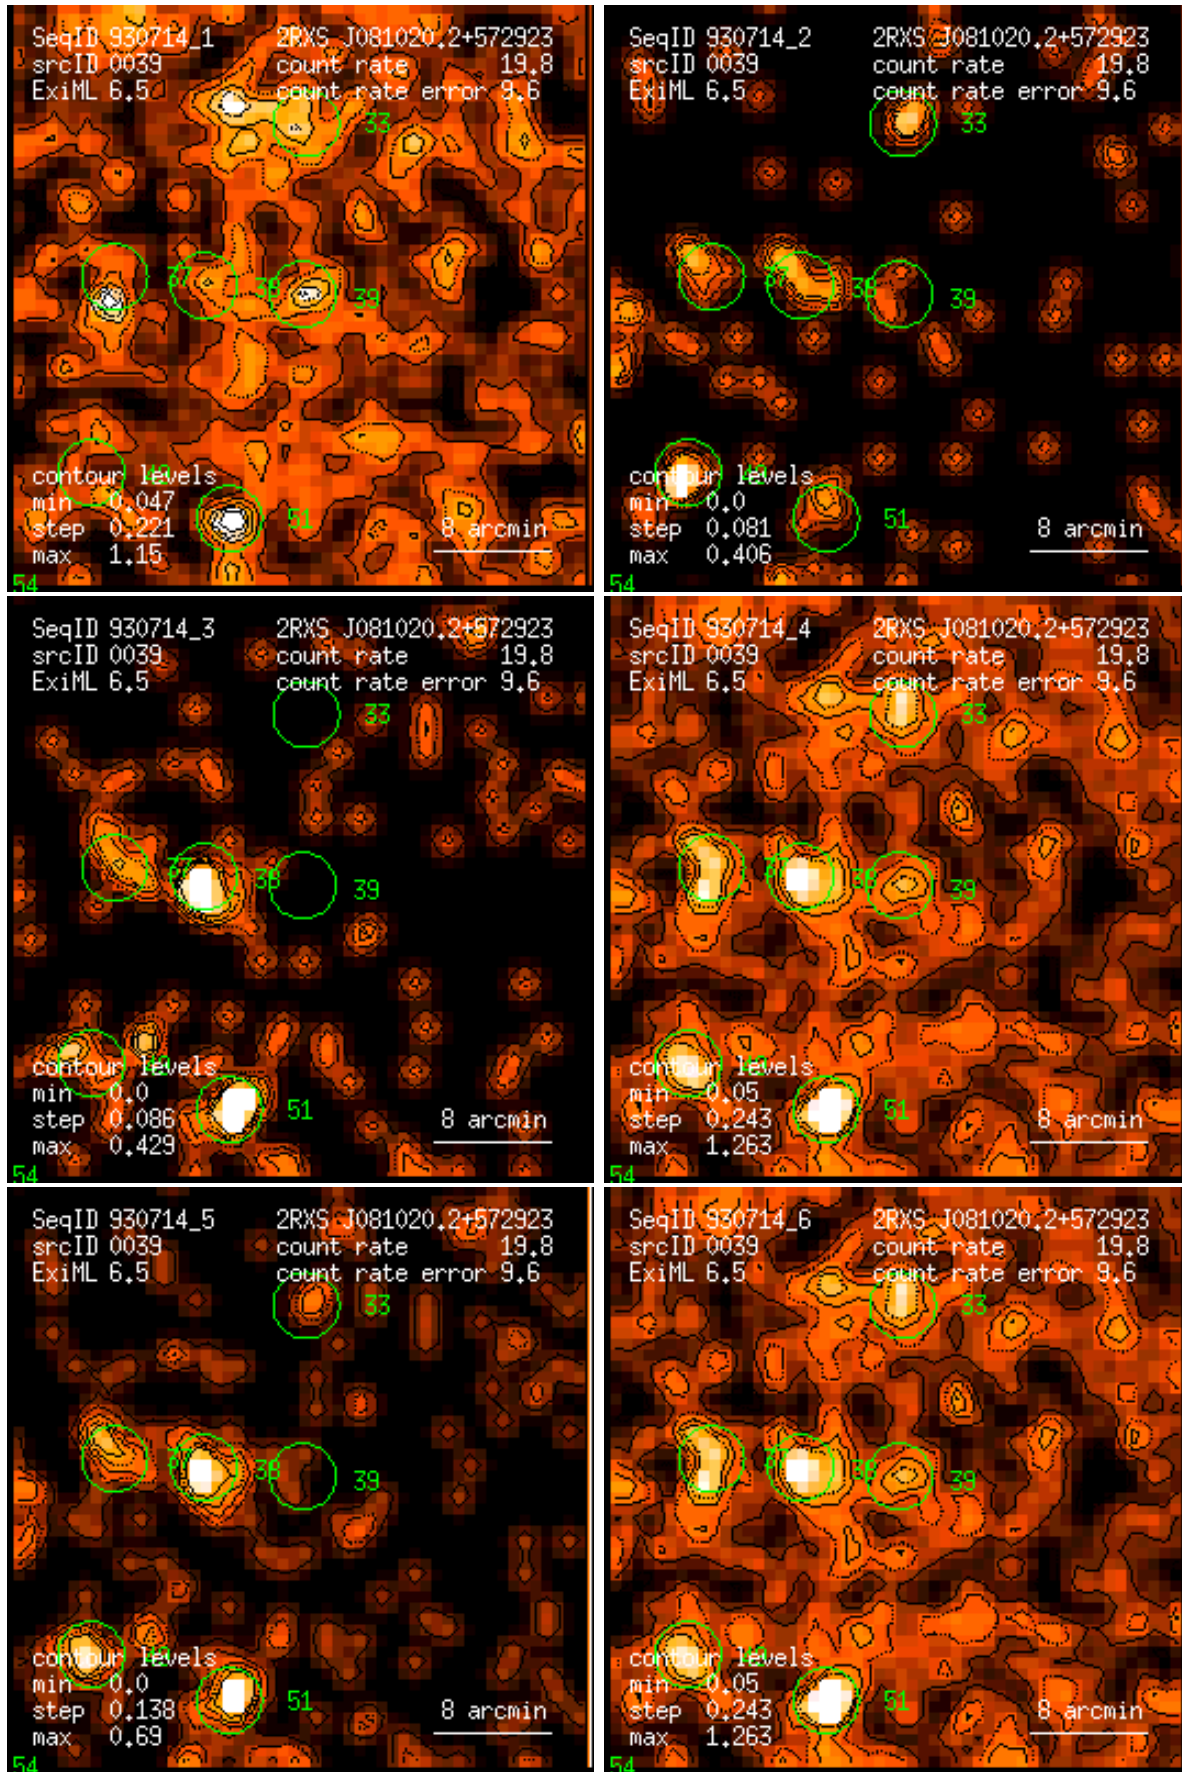 SeqID 930714_1 2RXS J081020.2+572923
srcID 0039 count rate 19.8
ExiML 6.5 count rate error 9.6
33
37 38 39
49
contour levels
min 0.047
51
step 0.221 8 arcmin
max 1.15
54
SeqID 930714_2 2RXS J081020.2+572923
srcID 0039 count rate 19.8
ExiML 6.5 count rate error 9.6
33
37 38 39
49
contour levels
min 0.0
51
step 0.081 8 arcmin
max 0.406
54
SeqID 930714_3 2RXS J081020.2+572923
srcID 0039 count rate 19.8
ExiML 6.5 count rate error 9.6
33
37 38 39
49
contour levels
min 0.0
51
step 0.086 8 arcmin
max 0.429
54
SeqID 930714_4 2RXS J081020.2+572923
srcID 0039 count rate 19.8
ExiML 6.5 count rate error 9.6
33
37 38 39
49
contour levels
min 0.05
51
step 0.243 8 arcmin
max 1.263
54
SeqID 930714_5 2RXS J081020.2+572923
srcID 0039 count rate 19.8
ExiML 6.5 count rate error 9.6
33
37 38 39
49
contour levels
min 0.0
51
step 0.138 8 arcmin
max 0.69
54
SeqID 930714_6 2RXS J081020.2+572923
srcID 0039 count rate 19.8
ExiML 6.5 count rate error 9.6
33
37 38 39
49
contour levels
min 0.05
51
step 0.243 8 arcmin
max 1.263
54